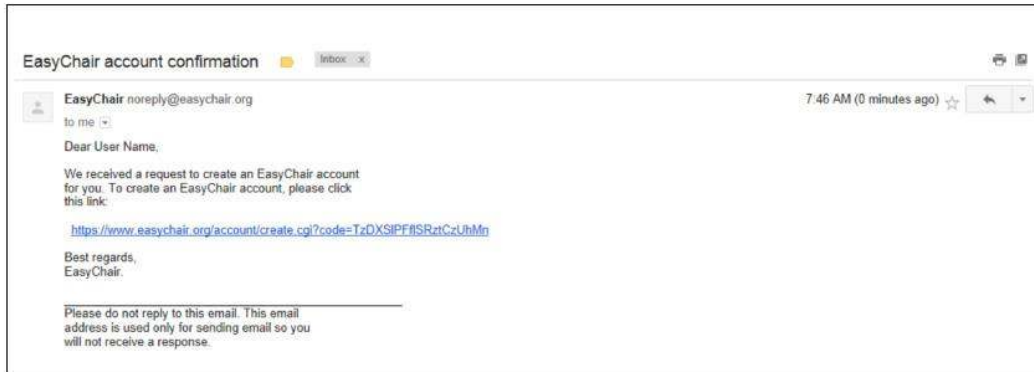 EasyChair account confirmation Inbox x
EasyChair noreply@easychair.org 7:46 AM (0 minutes ago)
to me
Dear User Name,
We received a request to create an EasyChair account
for you. To create an EasyChair account, please click
this link:
https://www.easychair.org/account/create.cgi?code=TzDXSIPFflSRztCzUhMn
Best regards,
EasyChair.
Please do not reply to this email. This email
address is used only for sending email so you
will not receive a response.